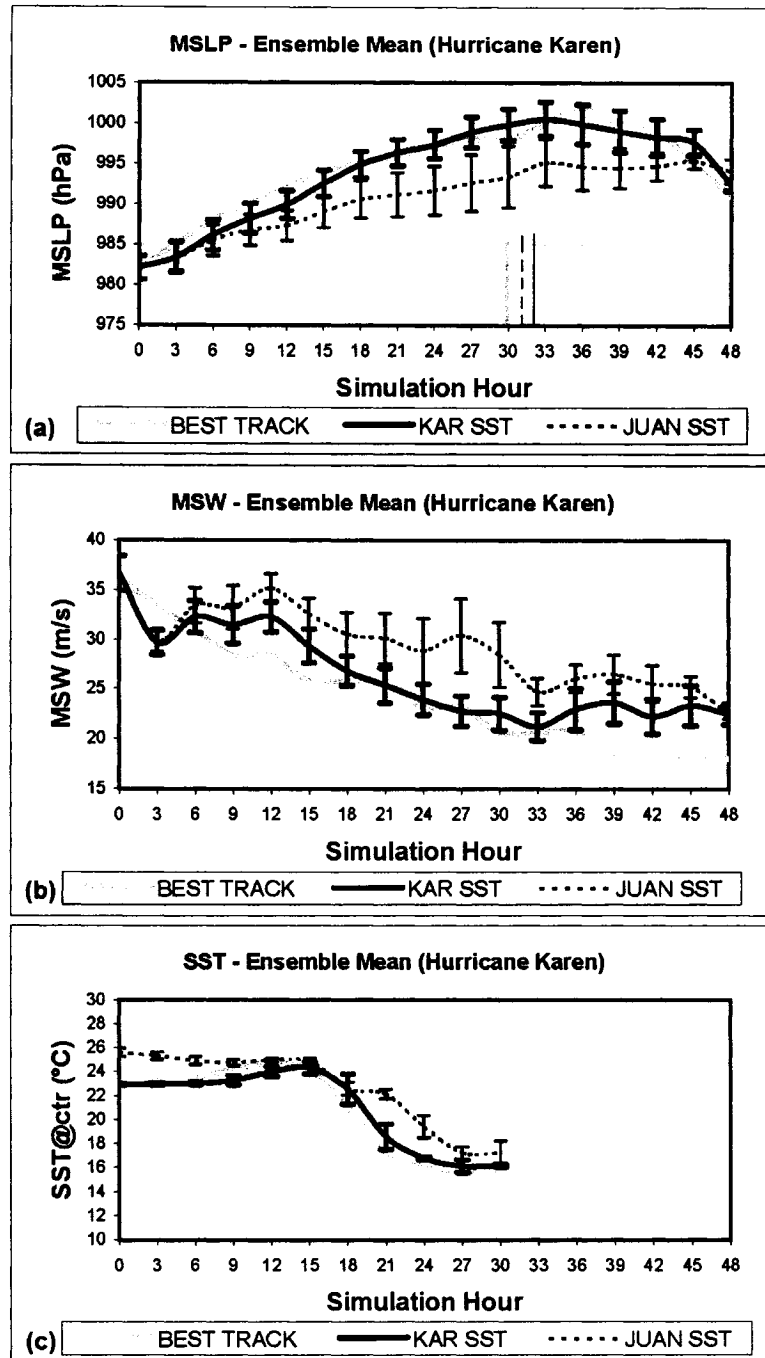 MSLP - Ensemble Mean (Hurricane Karen)
1005
1000
995
990
985
980
975
MSLP (hPa)
0 3 6 9 12 15 18 21 24 27 30 33 36 39 42 45 48
Simulation Hour
(a) BEST TRACK KAR SST JUAN SST
MSW - Ensemble Mean (Hurricane Karen)
40
35
30
25
20
15
MSW (m/s)
0 3 6 9 12 15 18 21 24 27 30 33 36 39 42 45 48
Simulation Hour
(b) BEST TRACK KAR SST JUAN SST
SST - Ensemble Mean (Hurricane Karen)
30
28
26
24
22
20
18
16
14
12
10
SST@ctr (ºC)
0 3 6 9 12 15 18 21 24 27 30 33 36 39 42 45 48
Simulation Hour
(c) BEST TRACK KAR SST JUAN SST